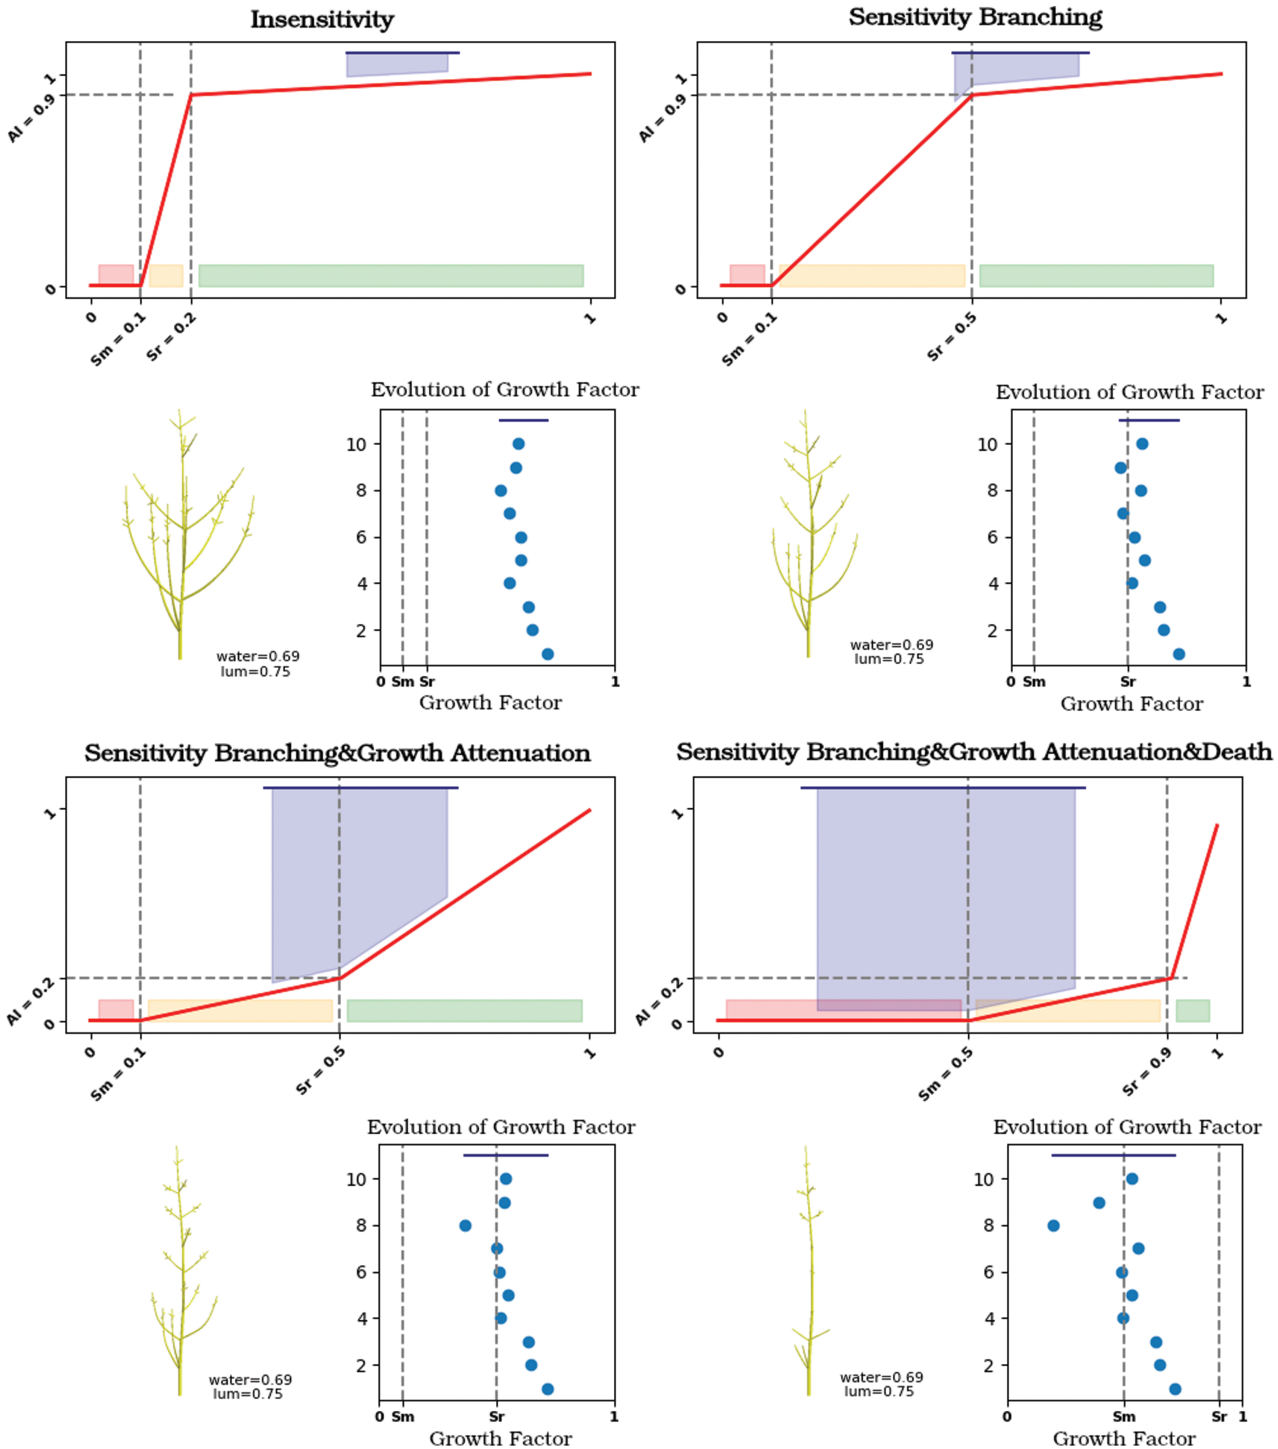 Insensitivity
1
AI = 0.9
0
0
Sm = 0.1
Sr = 0.2
1
Sensitivity Branching
1
AI = 0.9
0
0
Sm = 0.1
Sr = 0.5
1
water=0.69
lum=0.75
Evolution of Growth Factor
10
8
6
4
2
0 Sm Sr 1
Growth Factor
water=0.69
lum=0.75
Evolution of Growth Factor
10
8
6
4
2
0 Sm Sr 1
Growth Factor
Sensitivity Branching&Growth Attenuation
1
AI = 0.2
0
0
Sm = 0.1
Sr = 0.5
1
Sensitivity Branching&Growth Attenuation&Death
1
AI = 0.2
0
0
Sm = 0.5
Sr = 0.9
1
water=0.69
lum=0.75
Evolution of Growth Factor
10
8
6
4
2
0 Sm Sr 1
Growth Factor
water=0.69
lum=0.75
Evolution of Growth Factor
10
8
6
4
2
0 Sm Sr 1
Growth Factor